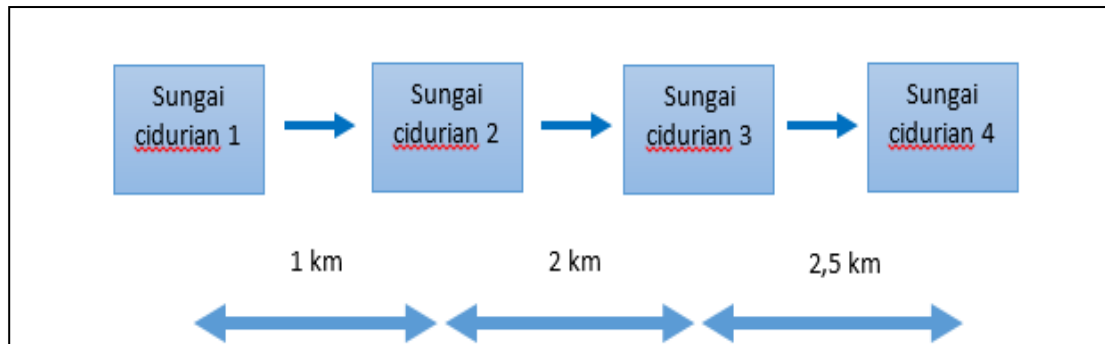 Sungai
cidurian 1
Sungai
cidurian 2
Sungai
cidurian 3
Sungai
cidurian 4
1 km
2 km
2,5 km